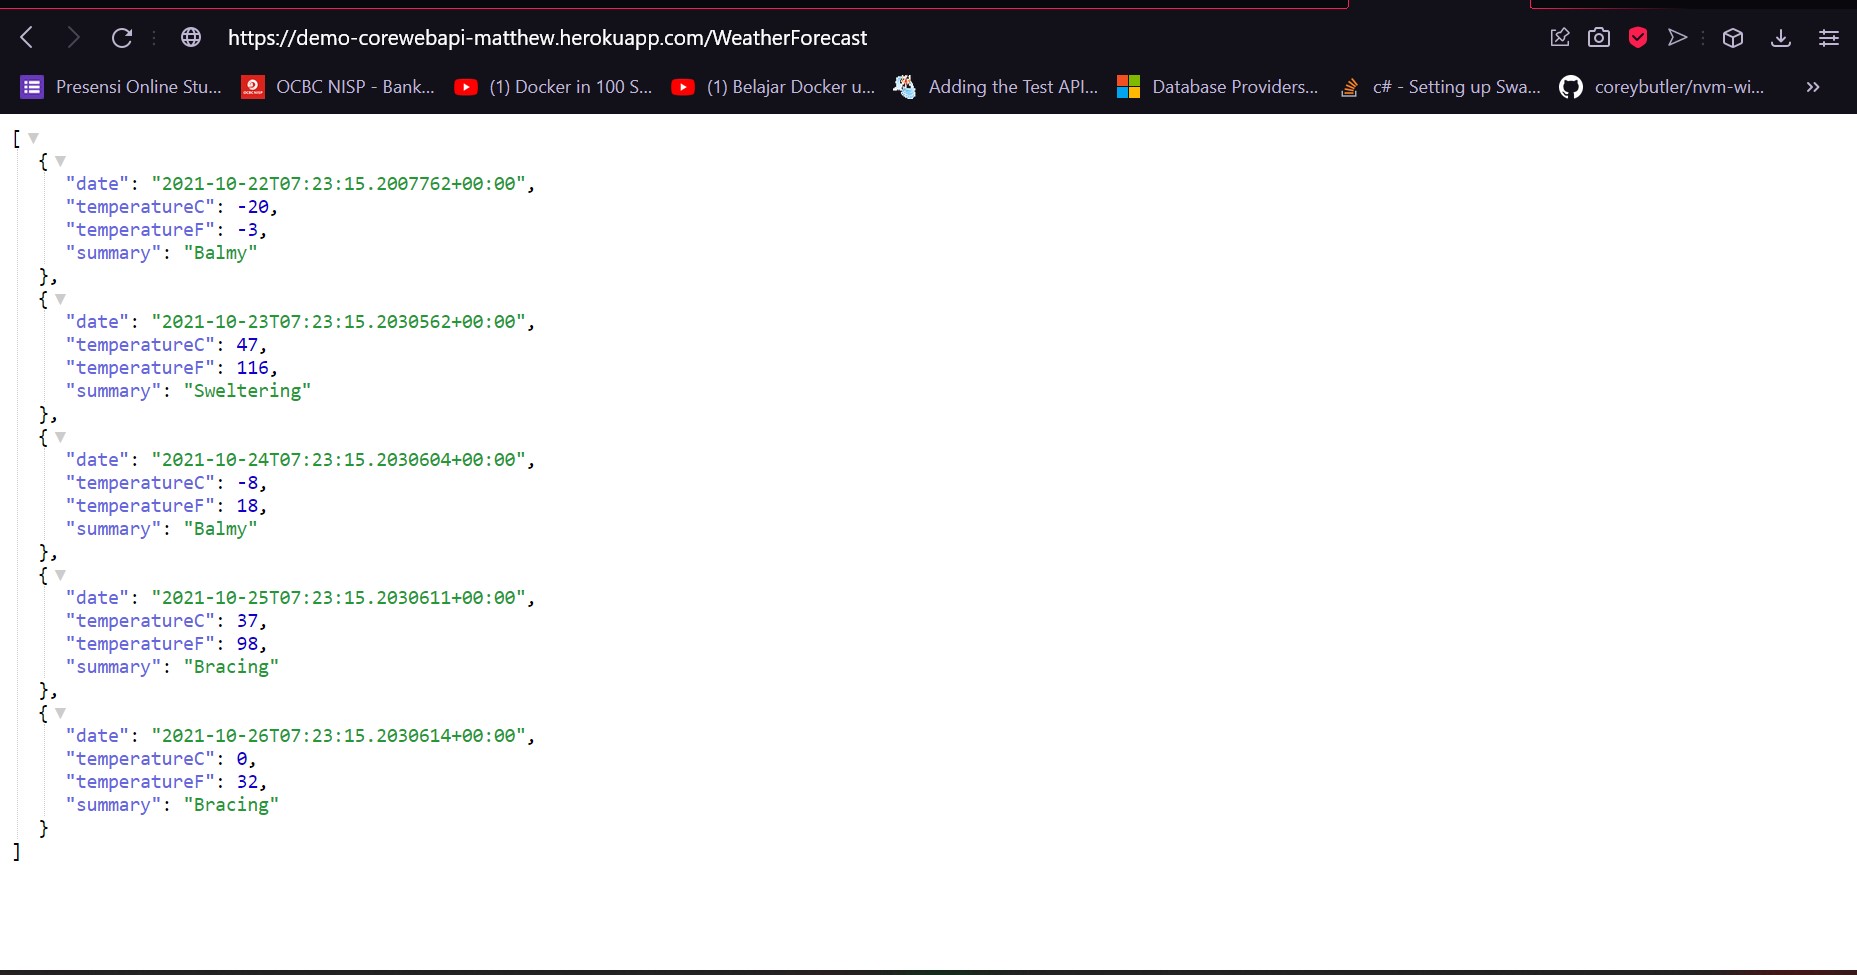 https://demo-corewebapi-matthew.herokuapp.com/WeatherForecast
Presensi Online Stu... OCBC NISP - Bank... (1) Docker in 100 S... (1) Belajar Docker u... Adding the Test API... Database Providers... c# - Setting up Swa... coreybutler/nvm-wi... »
[
{
"date": "2021-10-22T07:23:15.2007762+00:00",
"temperatureC": -20,
"temperatureF": -3,
"summary": "Balmy"
},
{
"date": "2021-10-23T07:23:15.2030562+00:00",
"temperatureC": 47,
"temperatureF": 116,
"summary": "Sweltering"
},
{
"date": "2021-10-24T07:23:15.2030604+00:00",
"temperatureC": -8,
"temperatureF": 18,
"summary": "Balmy"
},
{
"date": "2021-10-25T07:23:15.2030611+00:00",
"temperatureC": 37,
"temperatureF": 98,
"summary": "Bracing"
},
{
"date": "2021-10-26T07:23:15.2030614+00:00",
"temperatureC": 0,
"temperatureF": 32,
"summary": "Bracing"
}
]